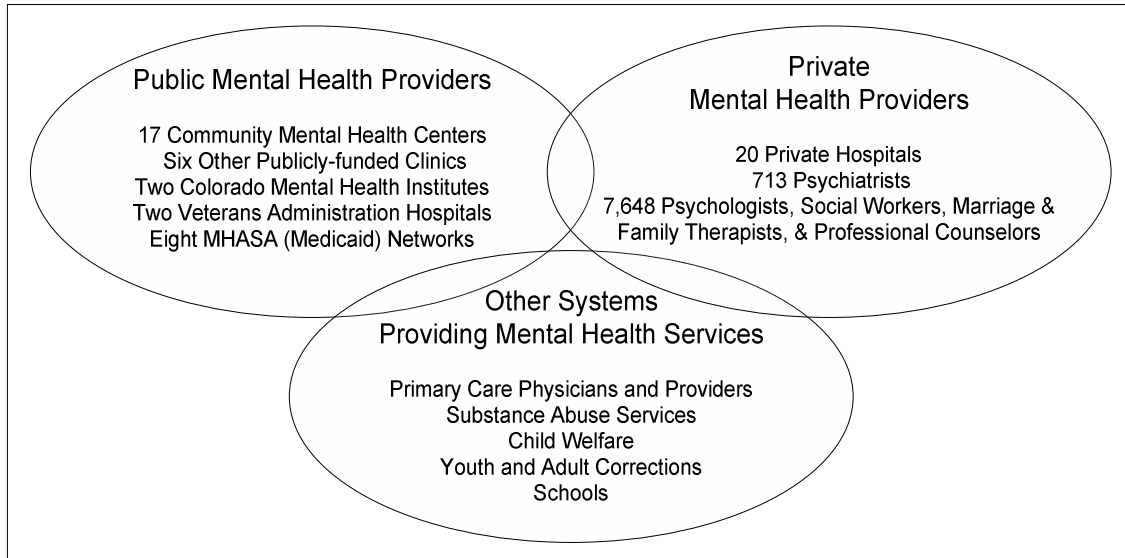 Public Mental Health Providers
17 Community Mental Health Centers
Six Other Publicly-funded Clinics
Two Colorado Mental Health Institutes
Two Veterans Administration Hospitals
Eight MHASA (Medicaid) Networks
Private
Mental Health Providers
20 Private Hospitals
713 Psychiatrists
7,648 Psychologists, Social Workers, Marriage &
Family Therapists, & Professional Counselors
Other Systems
Providing Mental Health Services
Primary Care Physicians and Providers
Substance Abuse Services
Child Welfare
Youth and Adult Corrections
Schools